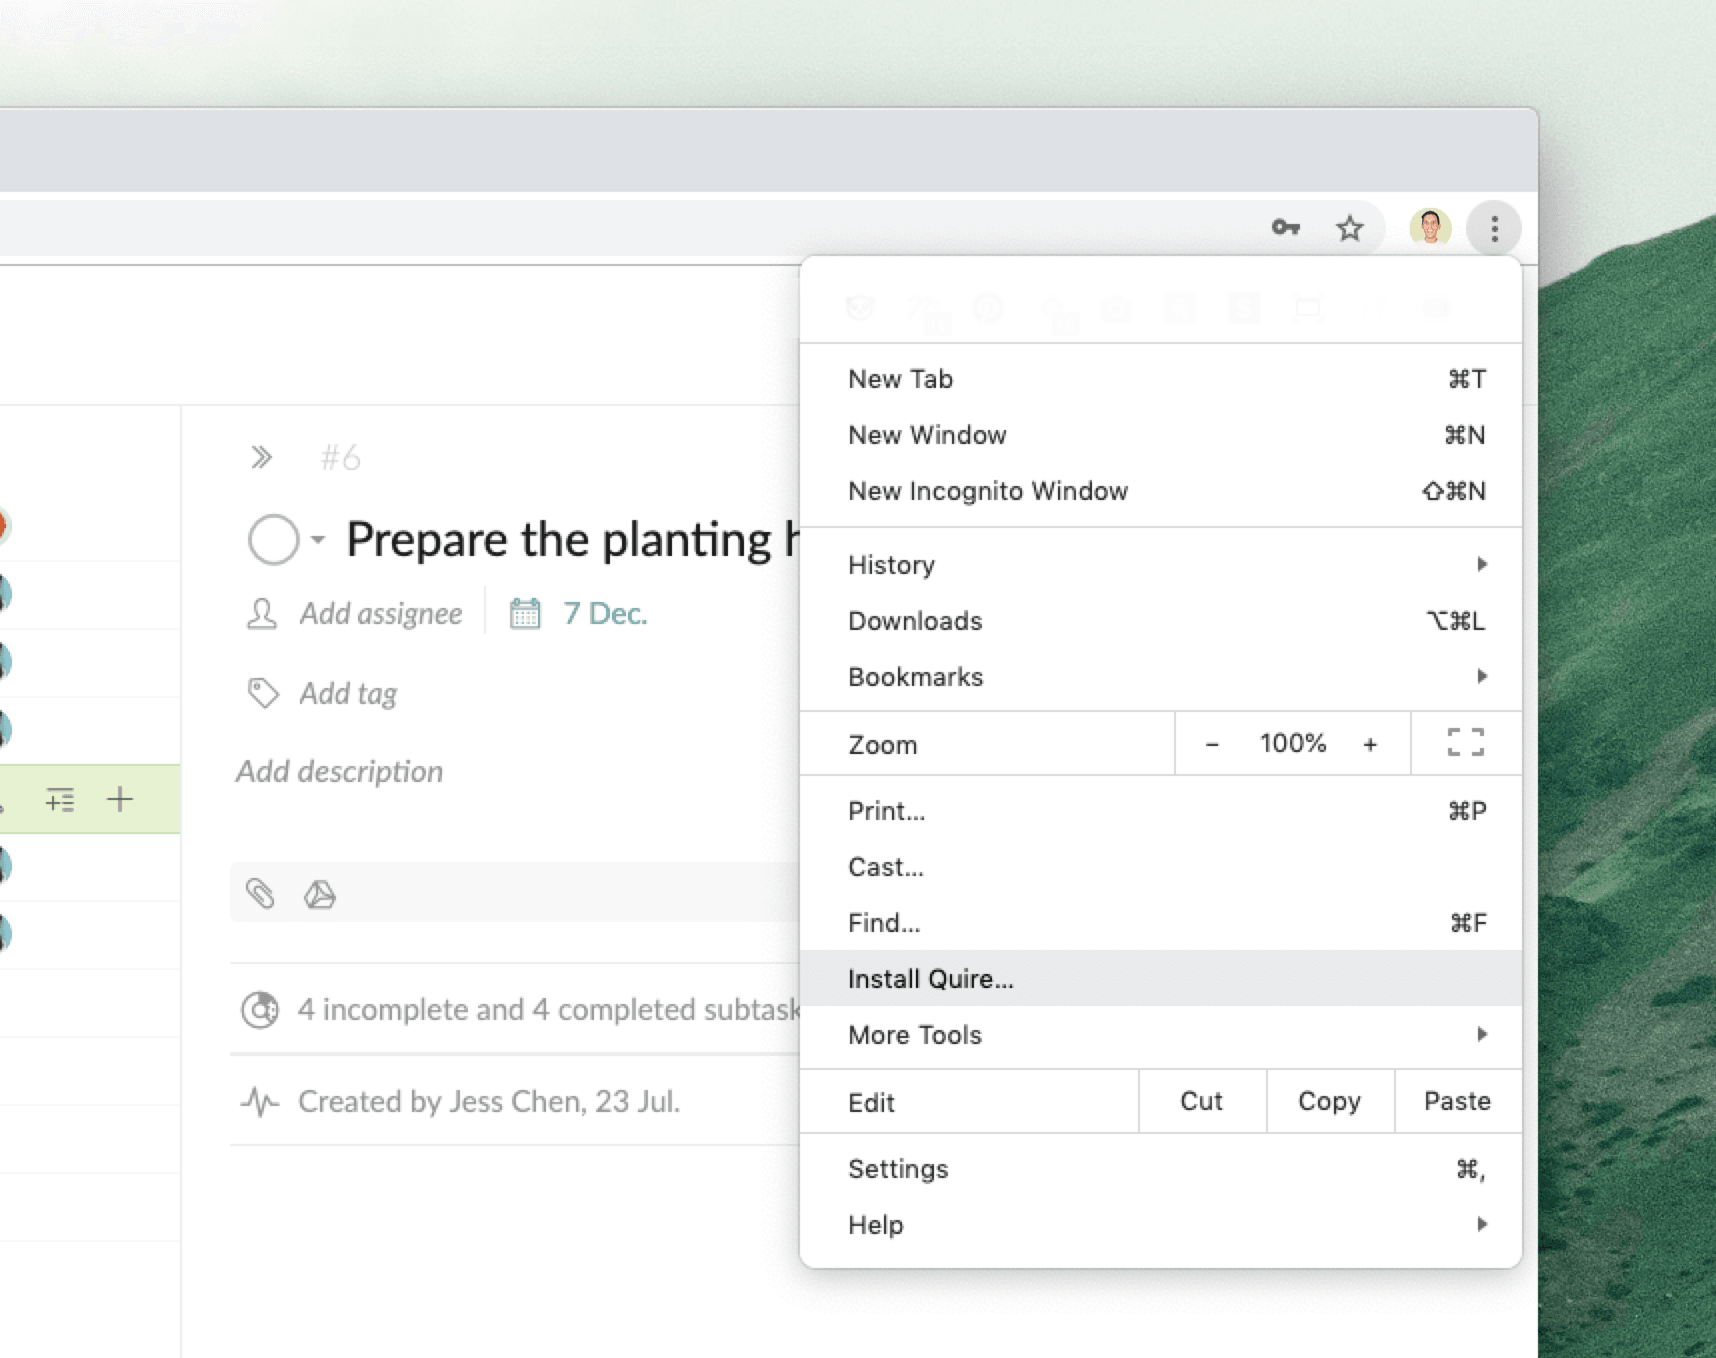 #6
Prepare the planting
Add assignee
7 Dec.
Add tag
Add description
4 incomplete and 4 completed subtask
Created by Jess Chen, 23 Jul.
New Tab ⌘T
New Window ⌘N
New Incognito Window ⇧⌘N
History
Downloads ⌥⌘L
Bookmarks
Zoom − 100% +
Print... ⌘P
Cast...
Find... ⌘F
Install Quire...
More Tools
Edit Cut Copy Paste
Settings ⌘,
Help